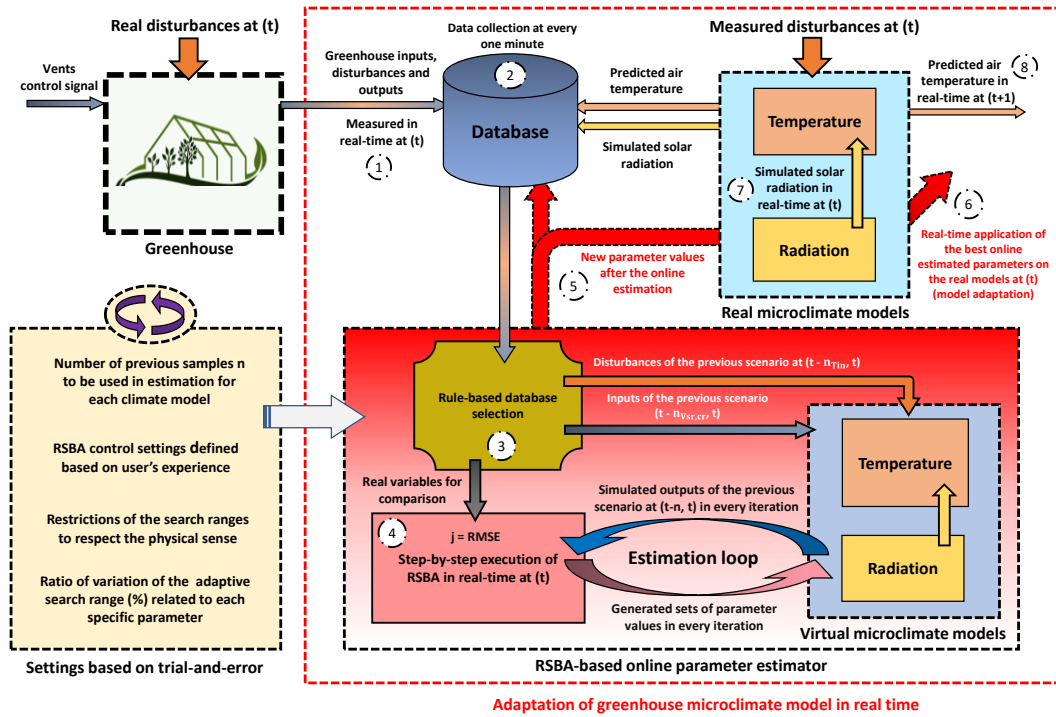 Real disturbances at (t)
Vents
control signal
Greenhouse
Greenhouse inputs,
disturbances and
outputs
Measured in
real-time at (t)
1
Data collection at every
one minute
2
Database
Predicted air
temperature
Simulated solar
radiation
Measured disturbances at (t)
Temperature
7
Simulated solar
radiation in
real-time at (t)
Radiation
Real microclimate models
Predicted air
temperature in
real-time at (t+1)
8
6
Real-time application of
the best online
estimated parameters on
the real models at (t)
(model adaptation)
New parameter values
after the online
estimation
5
Number of previous samples n
to be used in estimation for
each climate model
RSBA control settings defined
based on user's experience
Restrictions of the search ranges
to respect the physical sense
Ratio of variation of the adaptive
search range (%) related to each
specific parameter
Settings based on trial-and-error
Rule-based database
selection
3
Disturbances of the previous scenario at (t - nTin, t)
Inputs of the previous scenario
(t - nVsr,cr, t)
Real variables for
comparison
4
j = RMSE
Step-by-step execution of
RSBA in real-time at (t)
Simulated outputs of the previous
scenario at (t-n, t) in every iteration
Estimation loop
Generated sets of parameter
values in every iteration
Temperature
Radiation
Virtual microclimate models
RSBA-based online parameter estimator
Adaptation of greenhouse microclimate model in real time